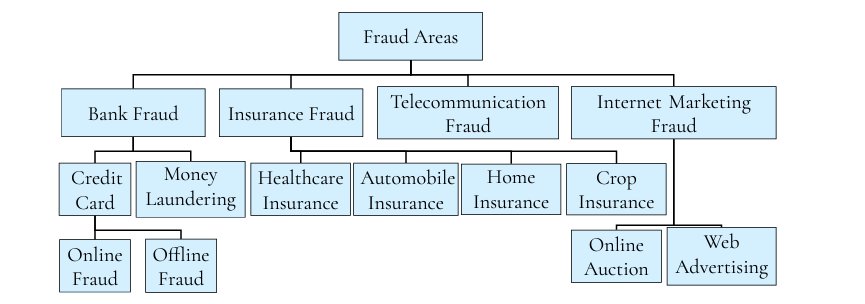 Fraud Areas
Bank Fraud
Insurance Fraud
Telecommunication
Fraud
Internet Marketing
Fraud
Credit
Card
Money
Laundering
Healthcare
Insurance
Automobile
Insurance
Home
Insurance
Crop
Insurance
Online
Fraud
Offline
Fraud
Online
Auction
Web
Advertising